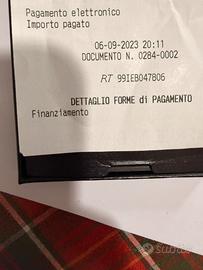 Pagamento elettronico
Importo pagato
06-09-2023 20:11
DOCUMENTO N. 0284-0002
RT 99IEB047806
DETTAGLIO FORME di PAGAMENTO
Finanziamento
subito